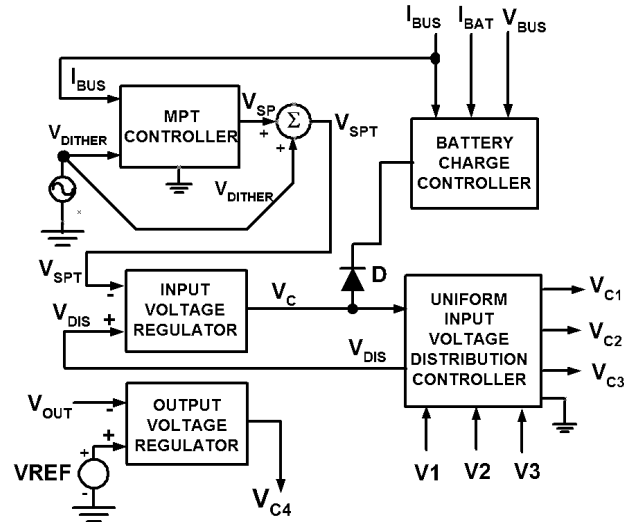 I_BUS I_BAT V_BUS
I_BUS
MPT
CONTROLLER
V_SP
+
Σ
+
V_SPT
V_DITHER
V_DITHER
BATTERY
CHARGE
CONTROLLER
V_SPT
-
V_DIS
+
INPUT
VOLTAGE
REGULATOR
V_C
D
V_DIS
UNIFORM
INPUT
VOLTAGE
DISTRIBUTION
CONTROLLER
V_C1
V_C2
V_C3
V_OUT
-
+
OUTPUT
VOLTAGE
REGULATOR
VREF
+
-
V_C4
V1 V2 V3